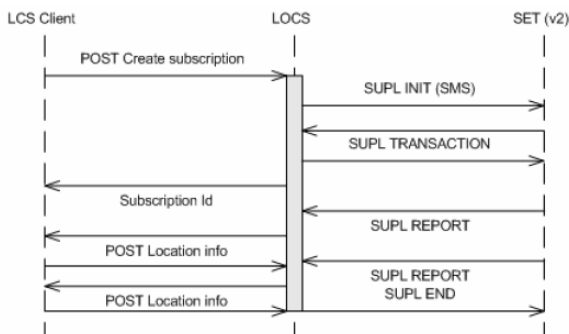 LCS Client
LOCS
SET (v2)
POST Create subscription
SUPL INIT (SMS)
SUPL TRANSACTION
Subscription Id
SUPL REPORT
POST Location info
SUPL REPORT
SUPL END
POST Location info